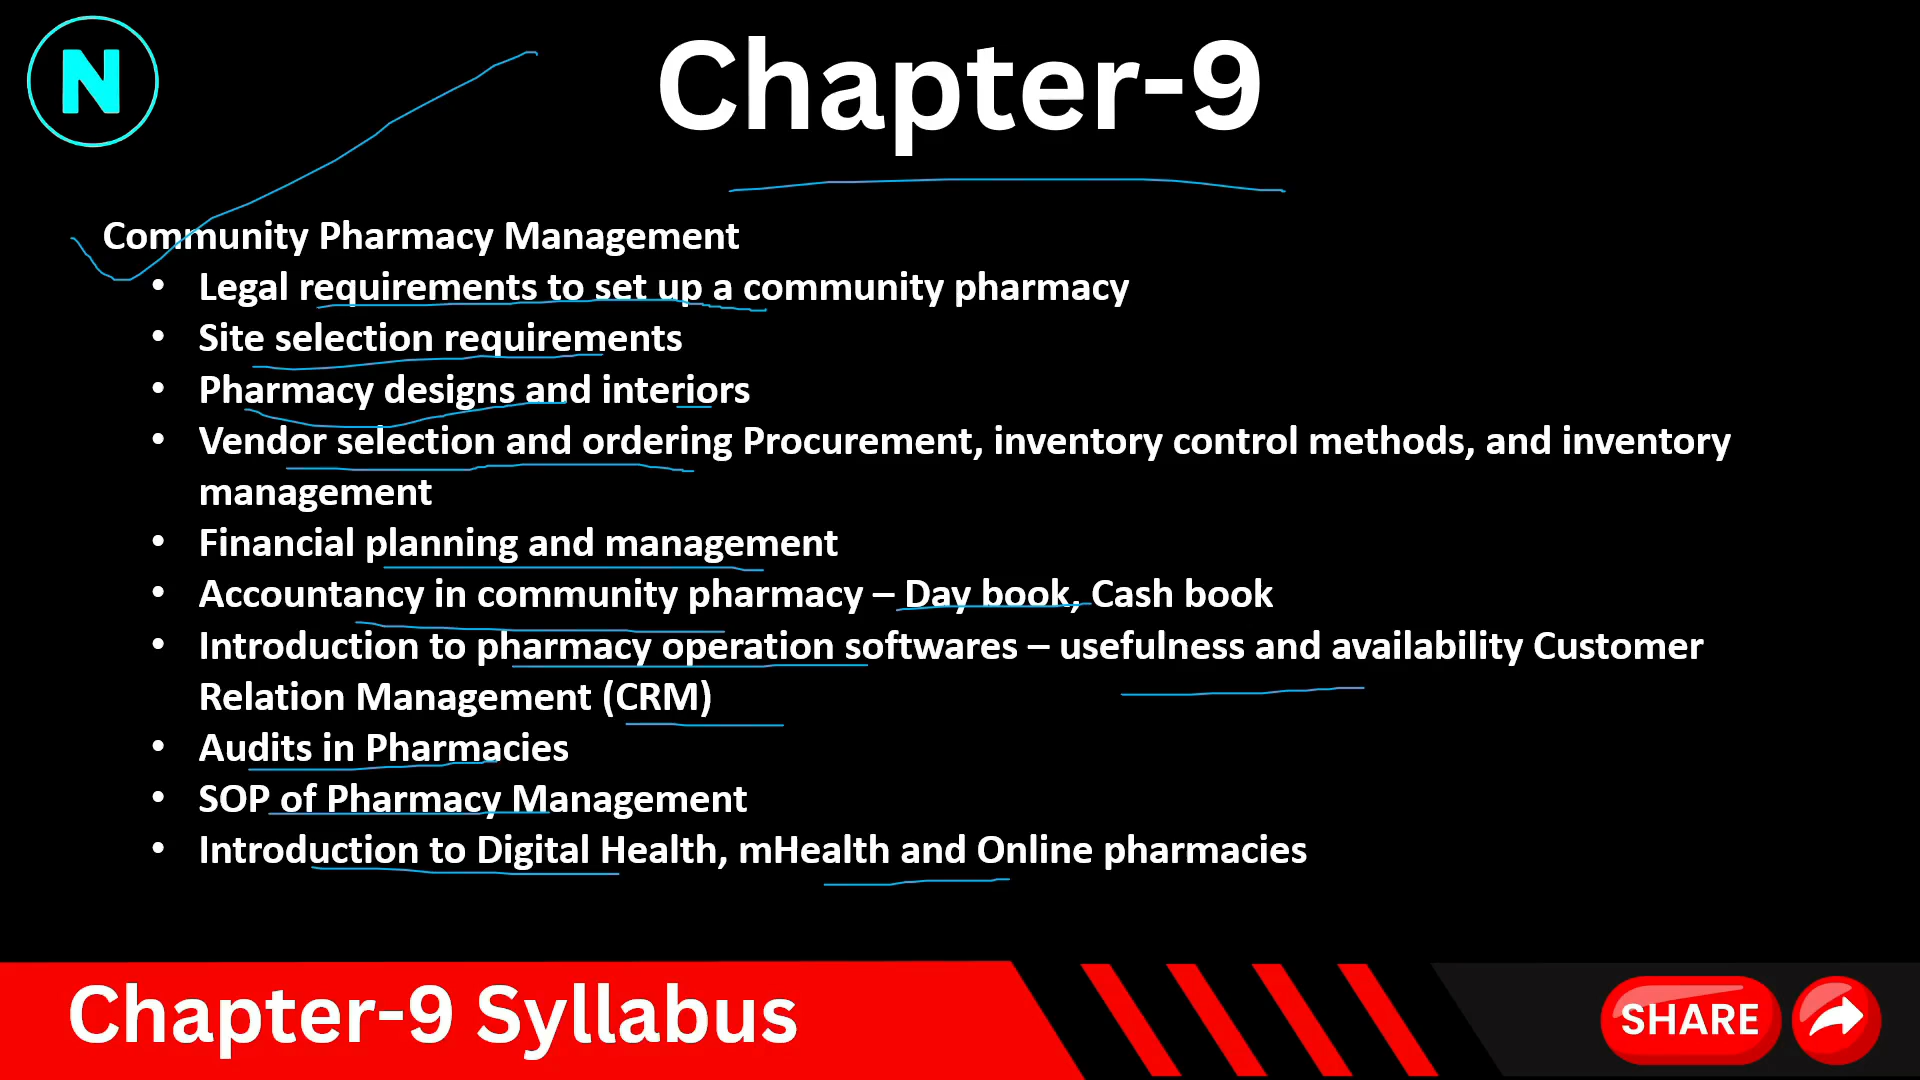 N
Chapter-9
Community Pharmacy Management
• Legal requirements to set up a community pharmacy
• Site selection requirements
• Pharmacy designs and interiors
• Vendor selection and ordering Procurement, inventory control methods, and inventory
management
• Financial planning and management
• Accountancy in community pharmacy – Day book, Cash book
• Introduction to pharmacy operation softwares – usefulness and availability Customer
Relation Management (CRM)
• Audits in Pharmacies
• SOP of Pharmacy Management
• Introduction to Digital Health, mHealth and Online pharmacies
Chapter-9 Syllabus
SHARE